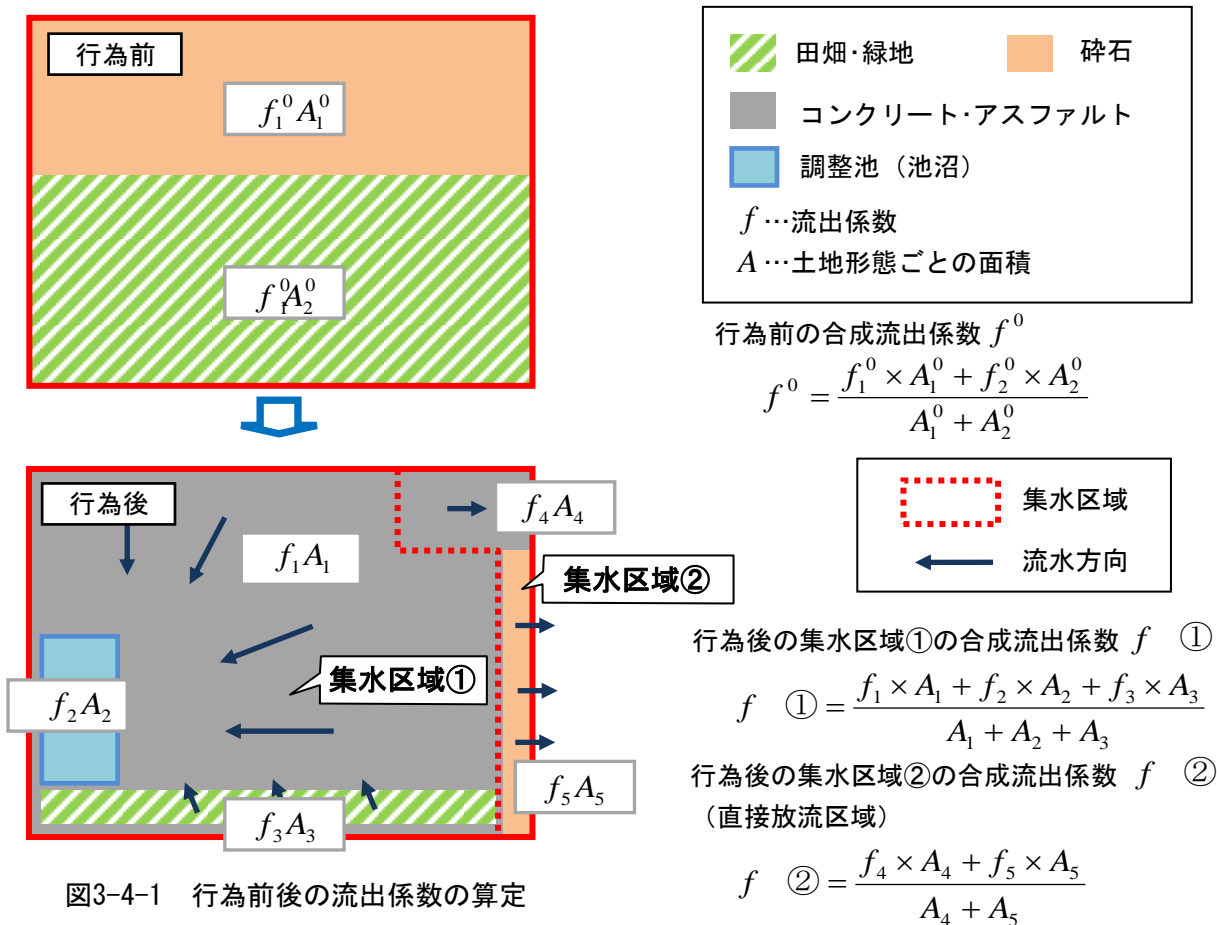 行為前
f₁⁰A₁⁰
f₁⁰A₂⁰
田畑・緑地
砕石
コンクリート・アスファルト
調整池（池沼）
f…流出係数
A…土地形態ごとの面積
行為前の合成流出係数 f⁰
f⁰ = (f₁⁰ × A₁⁰ + f₂⁰ × A₂⁰) / (A₁⁰ + A₂⁰)
行為後
f₁A₁
f₂A₂
f₃A₃
f₄A₄
f₅A₅
集水区域①
集水区域②
集水区域
流水方向
行為後の集水区域①の合成流出係数 f ①
f ① = (f₁ × A₁ + f₂ × A₂ + f₃ × A₃) / (A₁ + A₂ + A₃)
行為後の集水区域②の合成流出係数 f ②
（直接放流区域）
f ② = (f₄ × A₄ + f₅ × A₅) / (A₄ + A₅)
図3-4-1 行為前後の流出係数の算定